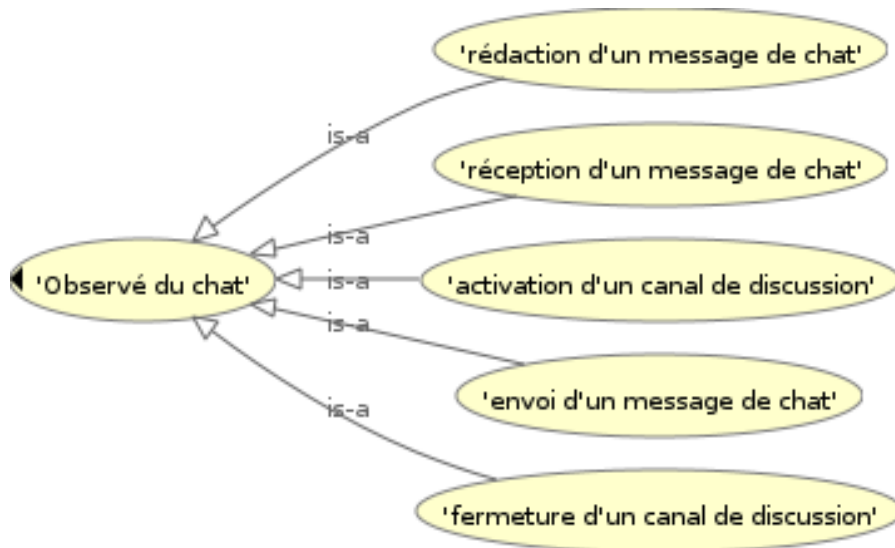 'rédaction d'un message de chat'
is-a
'réception d'un message de chat'
is-a
'Observé du chat'
is-a
'activation d'un canal de discussion'
is-a
'envoi d'un message de chat'
is-a
'fermeture d'un canal de discussion'